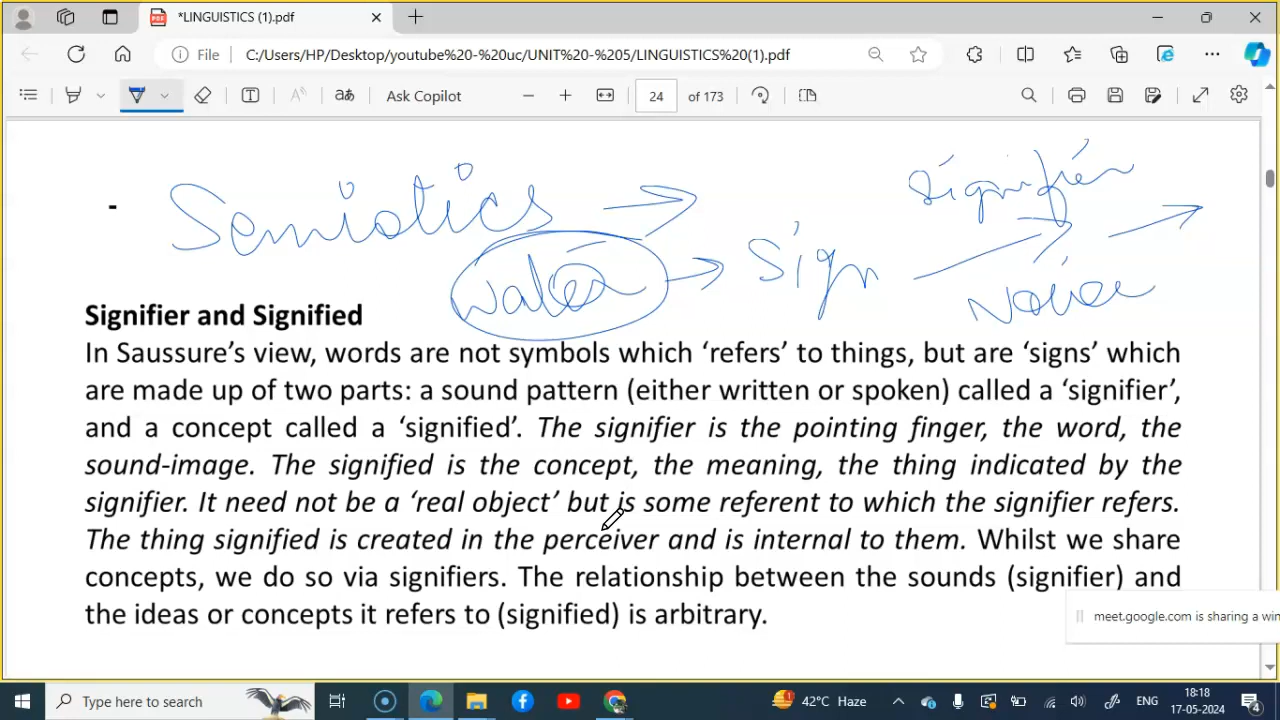 *LINGUISTICS (1).pdf
File C:/Users/HP/Desktop/youtube%20-%20uc/UNIT%20-%205/LINGUISTICS%20(1).pdf
aあ Ask Copilot 24 of 173
signifier
- Semiotics
water sign
Signifier and Signified
In Saussure’s view, words are not symbols which ‘refers’ to things, but are ‘signs’ which
are made up of two parts: a sound pattern (either written or spoken) called a ‘signifier’,
and a concept called a ‘signified’. The signifier is the pointing finger, the word, the
sound-image. The signified is the concept, the meaning, the thing indicated by the
signifier. It need not be a ‘real object’ but is some referent to which the signifier refers.
The thing signified is created in the perceiver and is internal to them. Whilst we share
concepts, we do so via signifiers. The relationship between the sounds (signifier) and
the ideas or concepts it refers to (signified) is arbitrary.
meet.google.com is sharing a win
Type here to search 42°C Haze ENG 18:18
17-05-2024 4